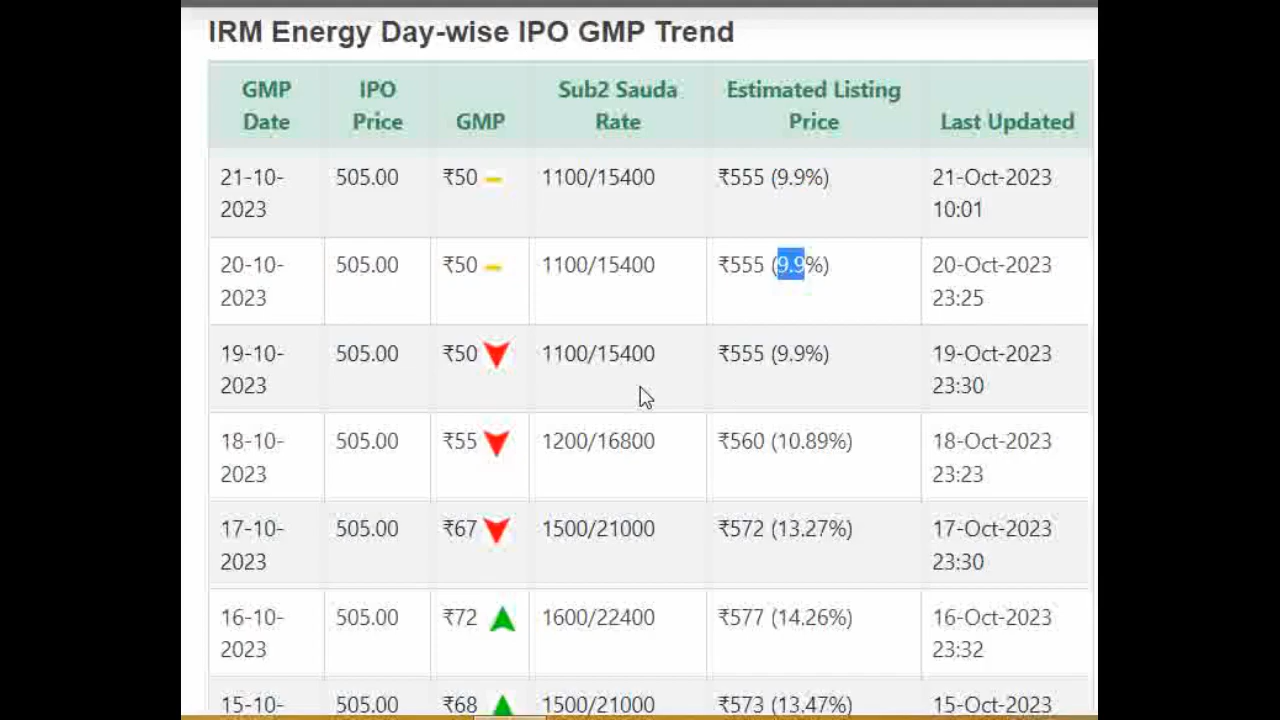 IRM Energy Day-wise IPO GMP Trend
GMP Date IPO Price GMP Sub2 Sauda Rate Estimated Listing Price Last Updated
21-10-2023 505.00 ₹50 1100/15400 ₹555 (9.9%) 21-Oct-2023 10:01
20-10-2023 505.00 ₹50 1100/15400 ₹555 (9.9%) 20-Oct-2023 23:25
19-10-2023 505.00 ₹50 1100/15400 ₹555 (9.9%) 19-Oct-2023 23:30
18-10-2023 505.00 ₹55 1200/16800 ₹560 (10.89%) 18-Oct-2023 23:23
17-10-2023 505.00 ₹67 1500/21000 ₹572 (13.27%) 17-Oct-2023 23:30
16-10-2023 505.00 ₹72 1600/22400 ₹577 (14.26%) 16-Oct-2023 23:32
15-10- 505.00 ₹68 1500/21000 ₹573 (13.47%) 15-Oct-2023